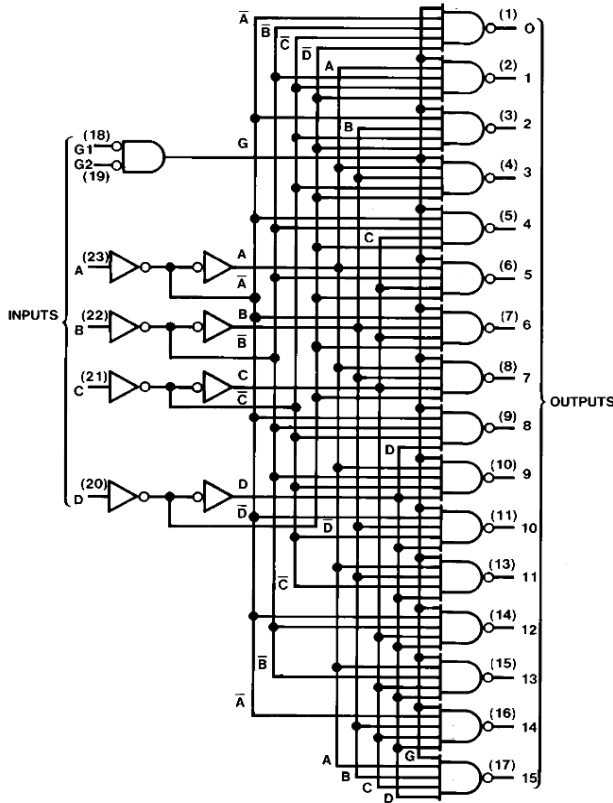 A̅ (1) 0
B̅
C̅
D̅
A (2) 1
B (3) 2
(18)
G1
G2
(19)
G
(4) 3
(5) 4
C
(23)
A
A
A̅
(6) 5
INPUTS
(22)
B
B
B̅
(7) 6
(21)
C
C
C̅
(8) 7
OUTPUTS
(9) 8
D
(10) 9
(20)
D
D
D̅
D̅
(11) 10
C̅
(13) 11
(14) 12
B̅
(15) 13
A̅
(16) 14
G
A
(17) 15
B
C
D